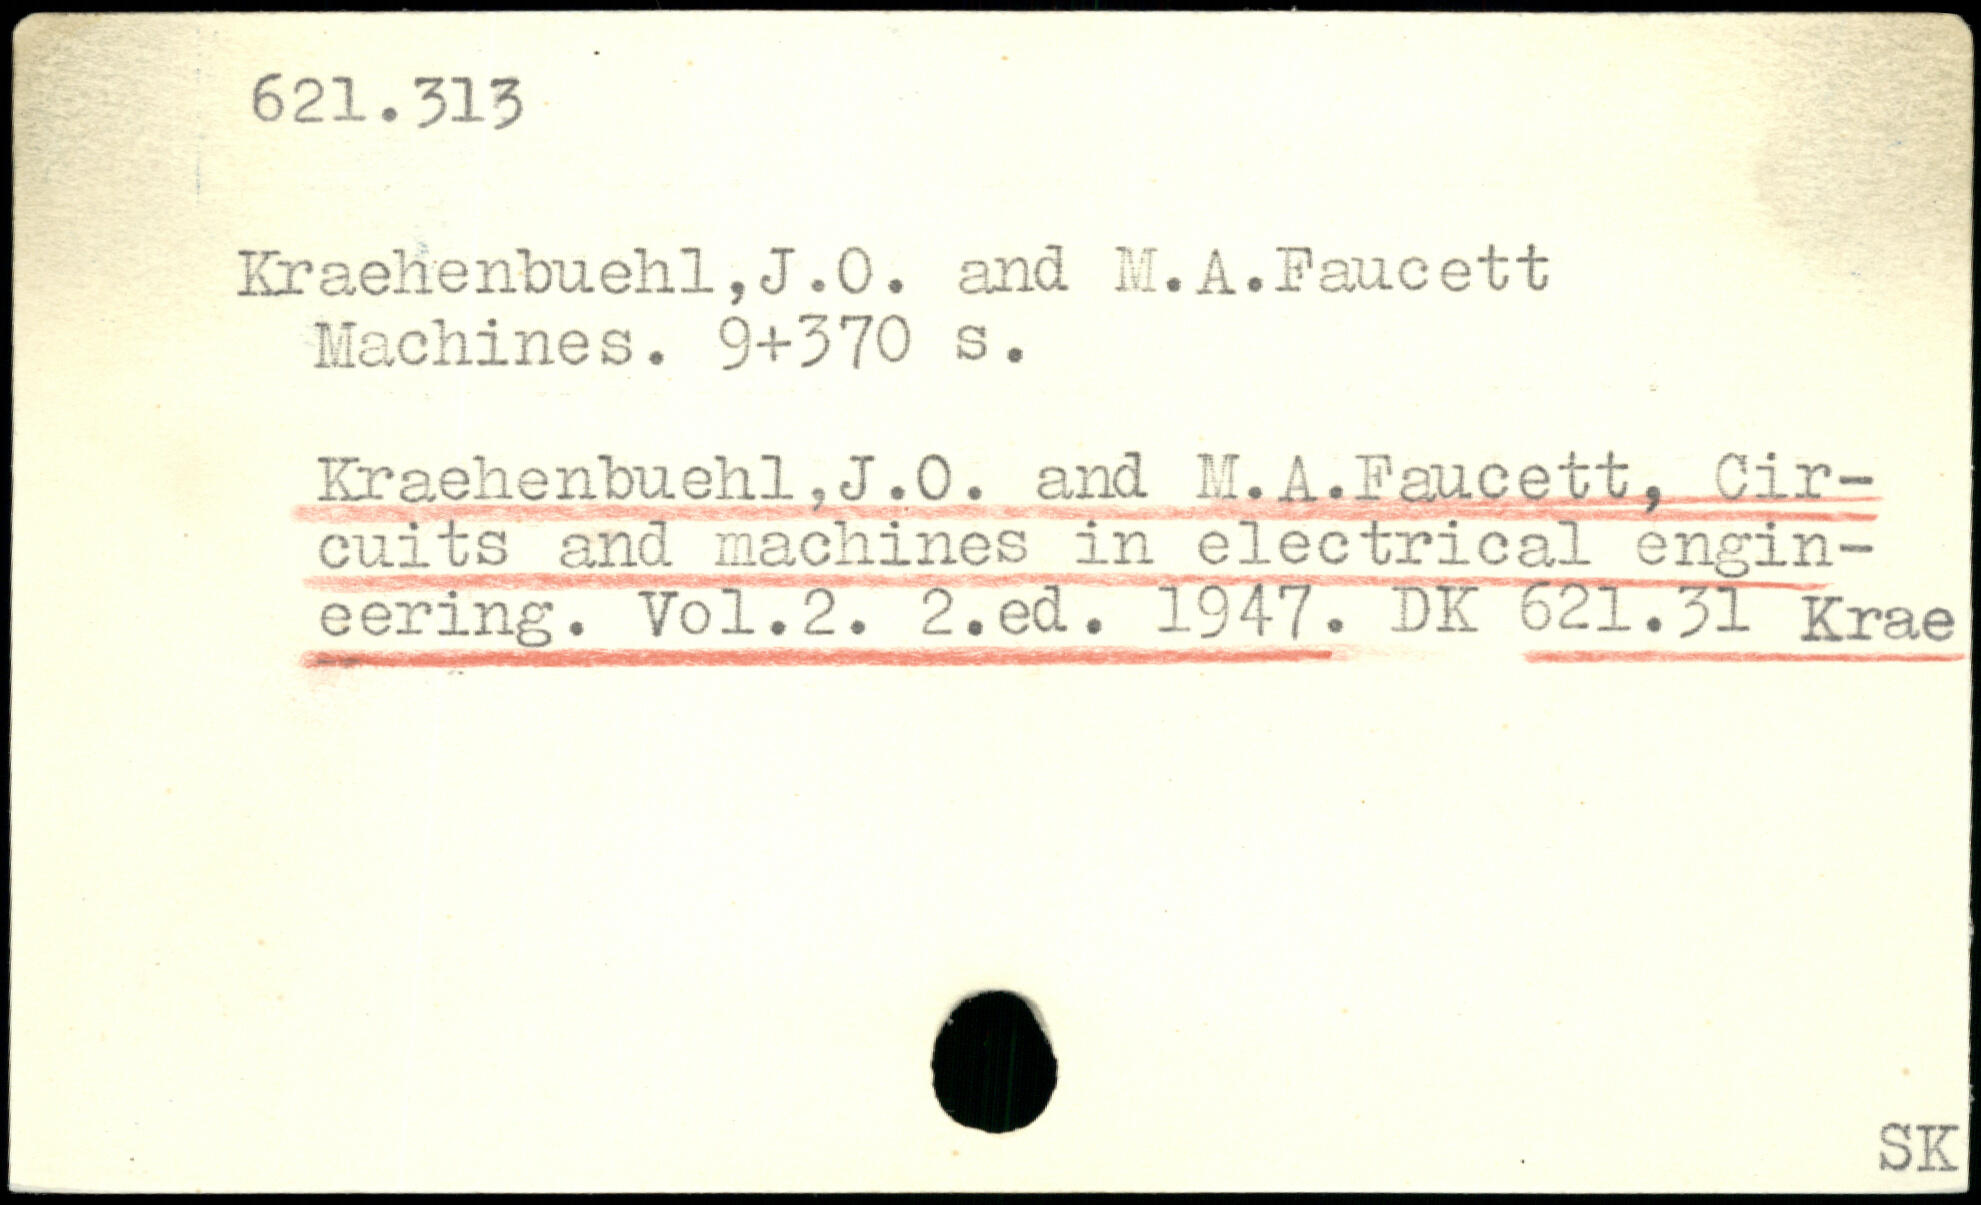 621.313
Kraehenbuehl,J.O. and M.A.Faucett
Machines. 9+370 s.
Kraehenbuehl,J.O. and M.A.Faucett, Cir-
cuits and machines in electrical engin-
eering. Vol.2. 2.ed. 1947. DK 621.31 Krae
SK